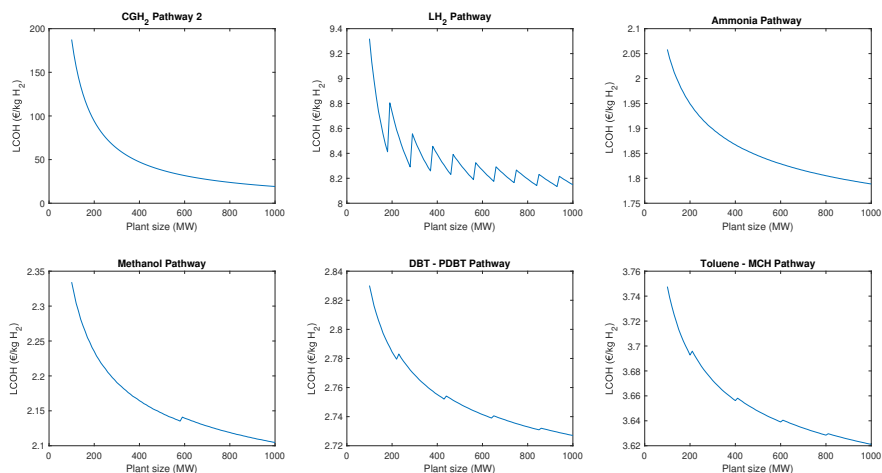 CGH2 Pathway 2
LCOH (€/kg H2)
200
150
100
50
0
0 200 400 600 800 1000
Plant size (MW)
LH2 Pathway
LCOH (€/kg H2)
9.4
9.2
9
8.8
8.6
8.4
8.2
8
0 200 400 600 800 1000
Plant size (MW)
Ammonia Pathway
LCOH (€/kg H2)
2.1
2.05
2
1.95
1.9
1.85
1.8
1.75
0 200 400 600 800 1000
Plant size (MW)
Methanol Pathway
LCOH (€/kg H2)
2.35
2.3
2.25
2.2
2.15
2.1
0 200 400 600 800 1000
Plant size (MW)
DBT - PDBT Pathway
LCOH (€/kg H2)
2.84
2.82
2.8
2.78
2.76
2.74
2.72
0 200 400 600 800 1000
Plant size (MW)
Toluene - MCH Pathway
LCOH (€/kg H2)
3.76
3.74
3.72
3.7
3.68
3.66
3.64
3.62
0 200 400 600 800 1000
Plant size (MW)